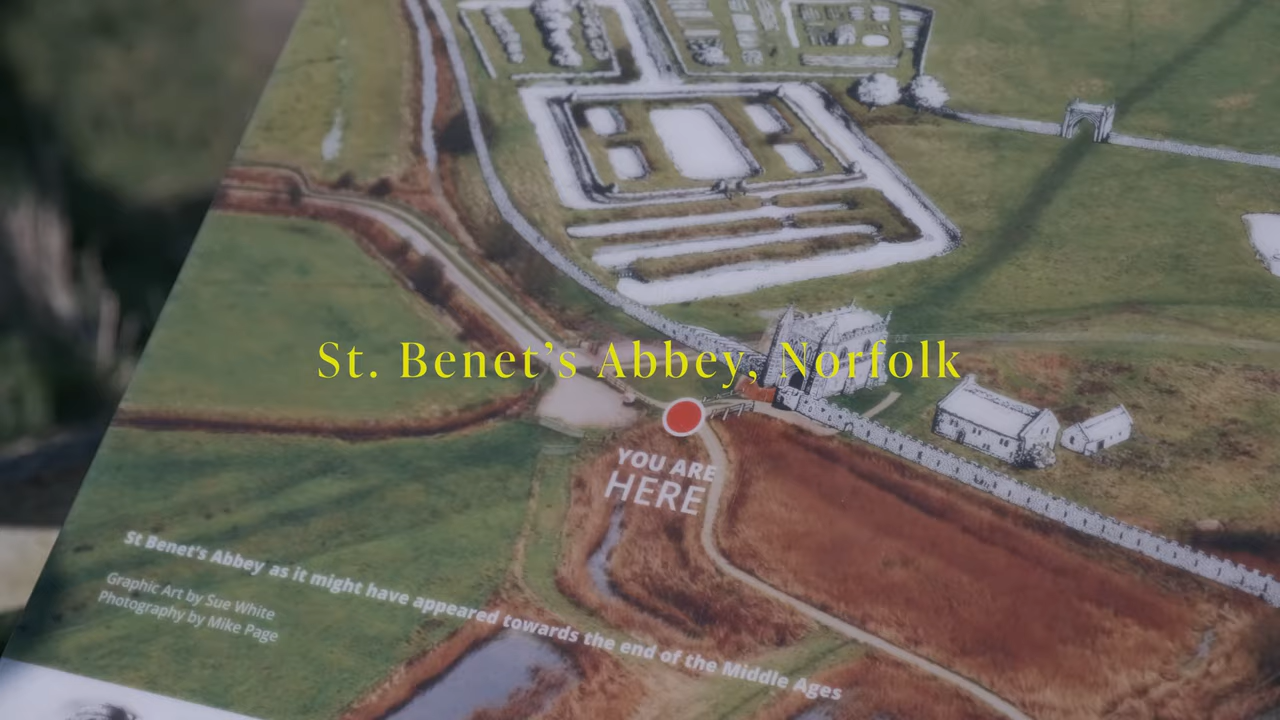 St. Benet's Abbey, Norfolk
YOU ARE
HERE
St Benet's Abbey as it might have appeared towards the end of the Middle Ages
Graphic Art by Sue White
Photography by Mike Page